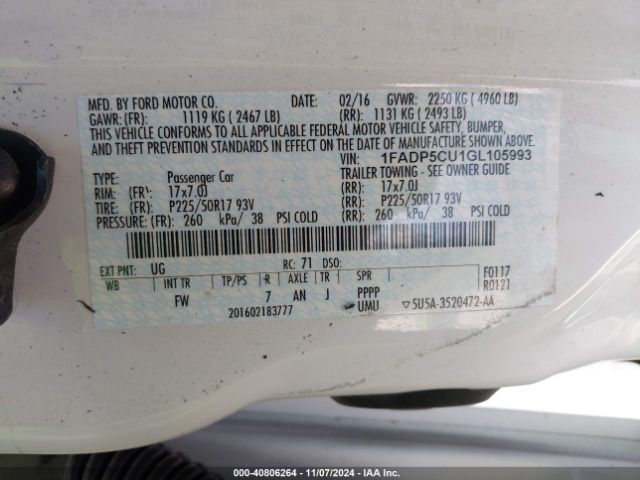 MFD. BY FORD MOTOR CO. DATE: 02/16 GVWR: 2250 KG ( 4960 LB)
GAWR: (FR): 1119 KG ( 2467 LB) (RR): 1131 KG ( 2493 LB)
THIS VEHICLE CONFORMS TO ALL APPLICABLE FEDERAL MOTOR VEHICLE SAFETY, BUMPER,
AND THEFT PREVENTION STANDARDS IN EFFECT ON THE DATE OF MANUFACTURE SHOWN ABOVE.
VIN: 1FADP5CU1GL105993
TYPE: Passenger Car TRAILER TOWING - SEE OWNER GUIDE
RIM: (FR): 17x7.0J (RR): 17x7.0J
TIRE: (FR): P225/50R17 93V (RR): P225/50R17 93V
PRESSURE: (FR): 260 kPa/ 38 PSI COLD (RR): 260 kPa/ 38 PSI COLD
EXT PNT: UG RC: 71 DSO:
WB INT TR TP/PS R AXLE TR SPR F0117
FW 7 AN J PPPP R0121
201602183777 UMU ▽5U5A-3520472-AA
000-40806264 - 11/07/2024 - IAA Inc.